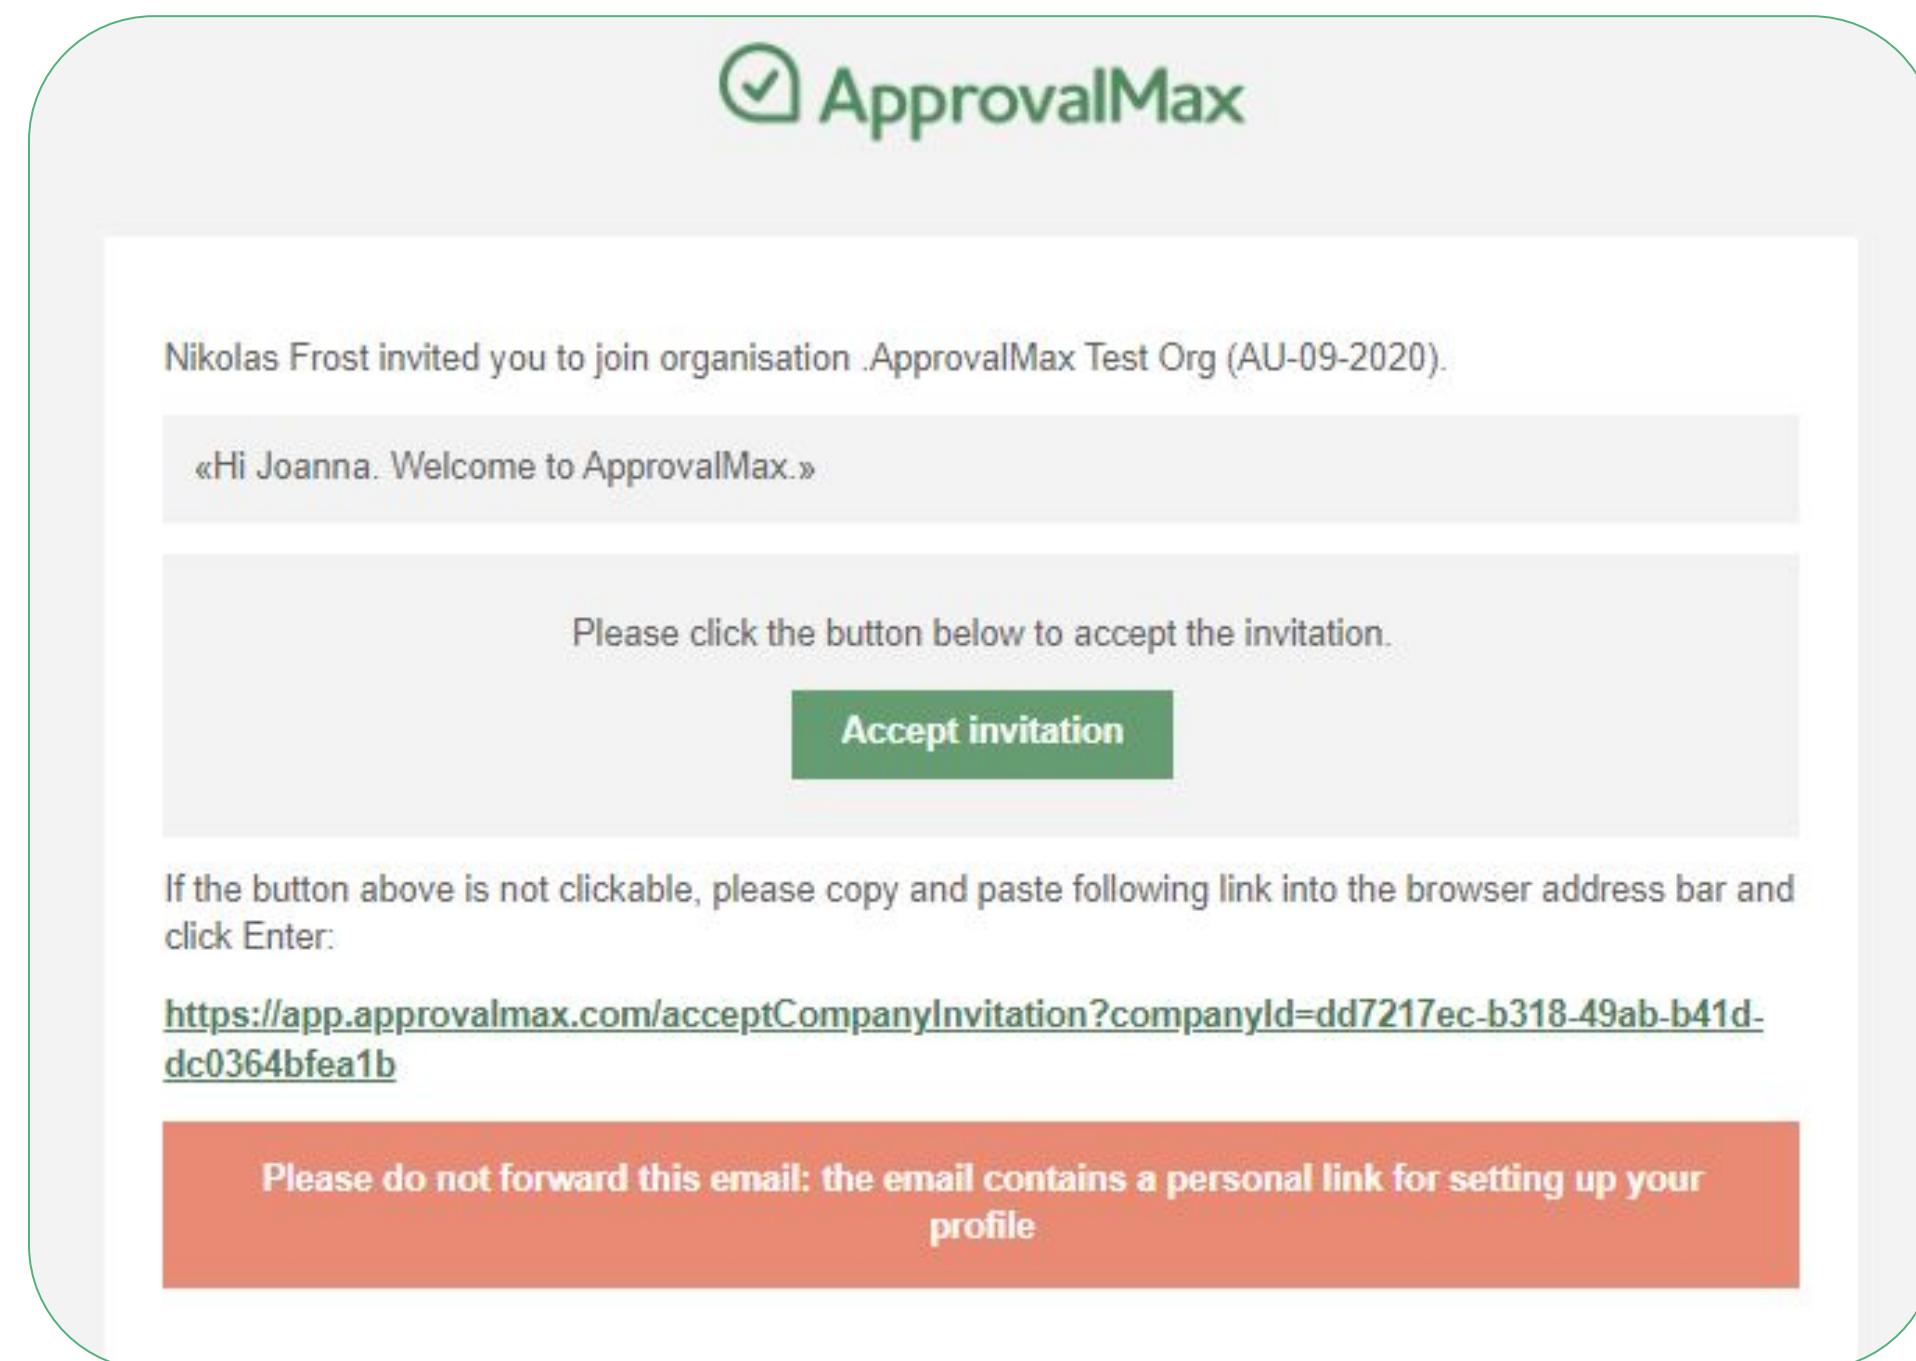 ApprovalMax
Nikolas Frost invited you to join organisation .ApprovalMax Test Org (AU-09-2020).
«Hi Joanna. Welcome to ApprovalMax.»
Please click the button below to accept the invitation.
Accept invitation
If the button above is not clickable, please copy and paste following link into the browser address bar and
click Enter:
https://app.approvalmax.com/acceptCompanyInvitation?companyId=dd7217ec-b318-49ab-b41d-
dc0364bfea1b
Please do not forward this email: the email contains a personal link for setting up your
profile